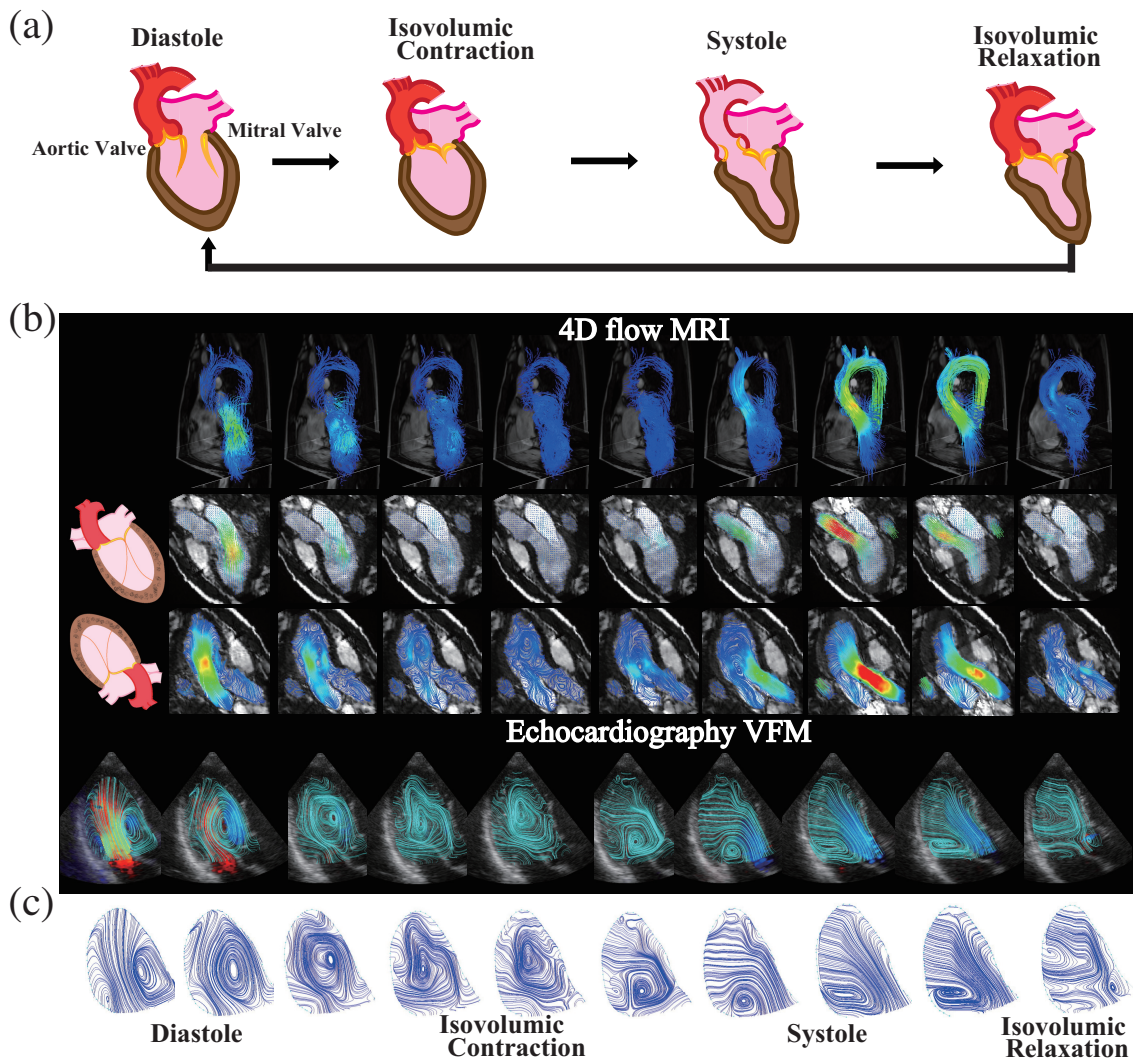 (a)
Diastole
Isovolumic
Contraction
Systole
Isovolumic
Relaxation
Aortic Valve
Mitral Valve
(b)
4D flow MRI
Echocardiography VFM
(c)
Diastole
Isovolumic
Contraction
Systole
Isovolumic
Relaxation